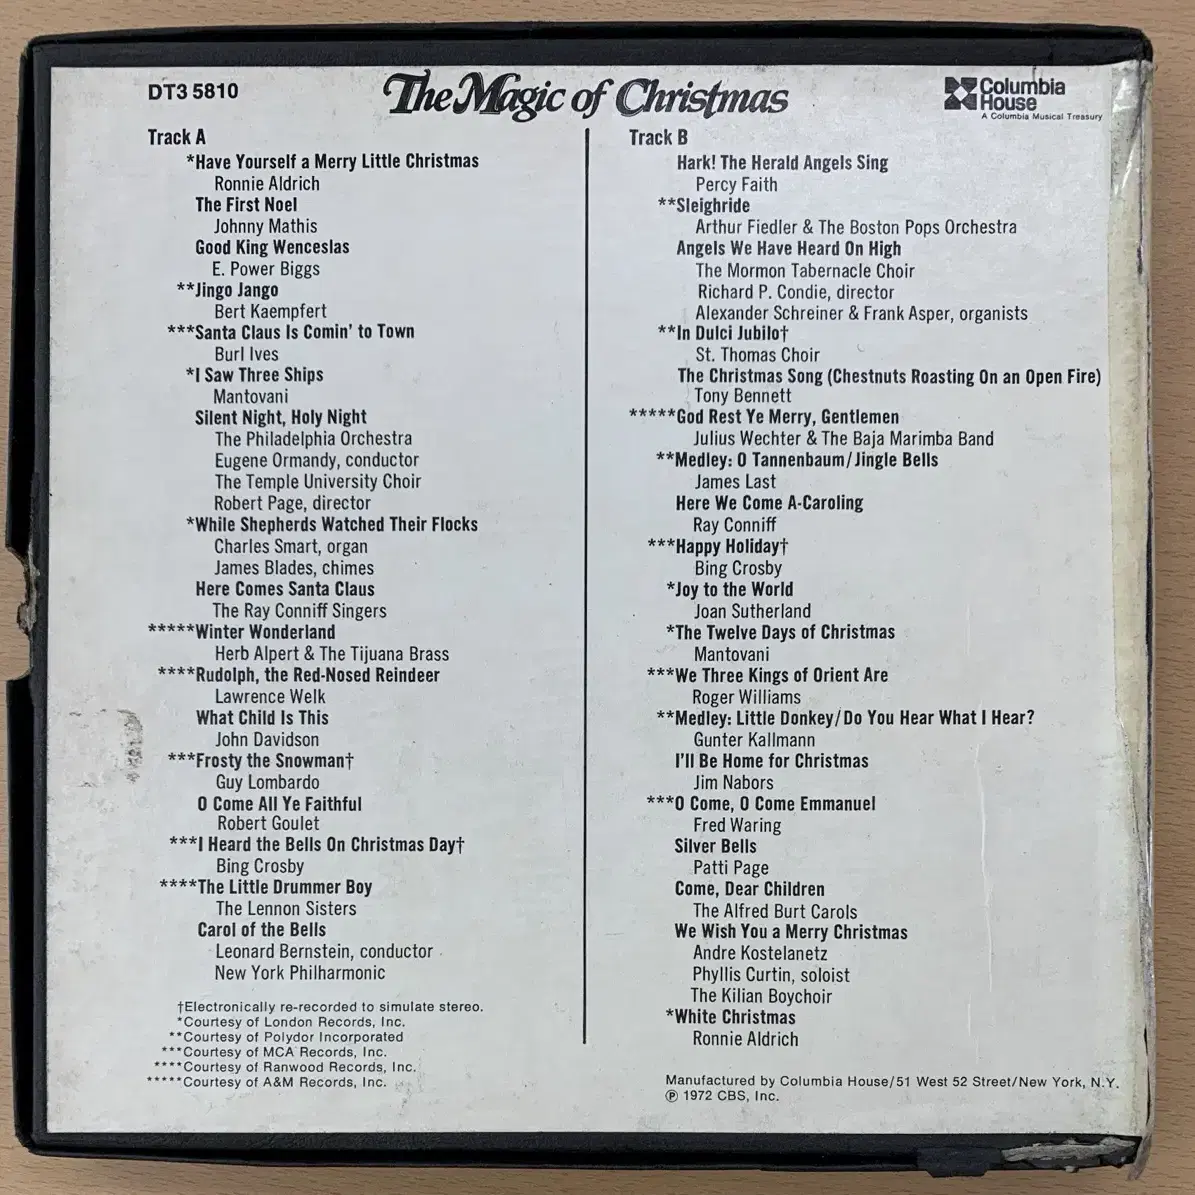 DT3 5810
The Magic of Christmas
Columbia
House
A Columbia Musical Treasury
Track A
*Have Yourself a Merry Little Christmas
Ronnie Aldrich
The First Noel
Johnny Mathis
Good King Wenceslas
E. Power Biggs
**Jingo Jango
Bert Kaempfert
***Santa Claus Is Comin' to Town
Burl Ives
*I Saw Three Ships
Mantovani
Silent Night, Holy Night
The Philadelphia Orchestra
Eugene Ormandy, conductor
The Temple University Choir
Robert Page, director
*While Shepherds Watched Their Flocks
Charles Smart, organ
James Blades, chimes
Here Comes Santa Claus
The Ray Conniff Singers
*****Winter Wonderland
Herb Alpert & The Tijuana Brass
****Rudolph, the Red-Nosed Reindeer
Lawrence Welk
What Child Is This
John Davidson
***Frosty the Snowman†
Guy Lombardo
O Come All Ye Faithful
Robert Goulet
***I Heard the Bells On Christmas Day†
Bing Crosby
****The Little Drummer Boy
The Lennon Sisters
Carol of the Bells
Leonard Bernstein, conductor
New York Philharmonic
†Electronically re-recorded to simulate stereo.
*Courtesy of London Records, Inc.
**Courtesy of Polydor Incorporated
***Courtesy of MCA Records, Inc.
****Courtesy of Ranwood Records, Inc.
*****Courtesy of A&M Records, Inc.
Track B
Hark! The Herald Angels Sing
Percy Faith
**Sleighride
Arthur Fiedler & The Boston Pops Orchestra
Angels We Have Heard On High
The Mormon Tabernacle Choir
Richard P. Condie, director
Alexander Schreiner & Frank Asper, organists
**In Dulci Jubilo†
St. Thomas Choir
The Christmas Song (Chestnuts Roasting On an Open Fire)
Tony Bennett
*****God Rest Ye Merry, Gentlemen
Julius Wechter & The Baja Marimba Band
**Medley: O Tannenbaum/Jingle Bells
James Last
Here We Come A-Caroling
Ray Conniff
***Happy Holiday†
Bing Crosby
*Joy to the World
Joan Sutherland
*The Twelve Days of Christmas
Mantovani
***We Three Kings of Orient Are
Roger Williams
**Medley: Little Donkey/Do You Hear What I Hear?
Gunter Kallmann
I'll Be Home for Christmas
Jim Nabors
***O Come, O Come Emmanuel
Fred Waring
Silver Bells
Patti Page
Come, Dear Children
The Alfred Burt Carols
We Wish You a Merry Christmas
Andre Kostelanetz
Phyllis Curtin, soloist
The Kilian Boychoir
*White Christmas
Ronnie Aldrich
Manufactured by Columbia House/51 West 52 Street/New York, N.Y.
℗ 1972 CBS, Inc.